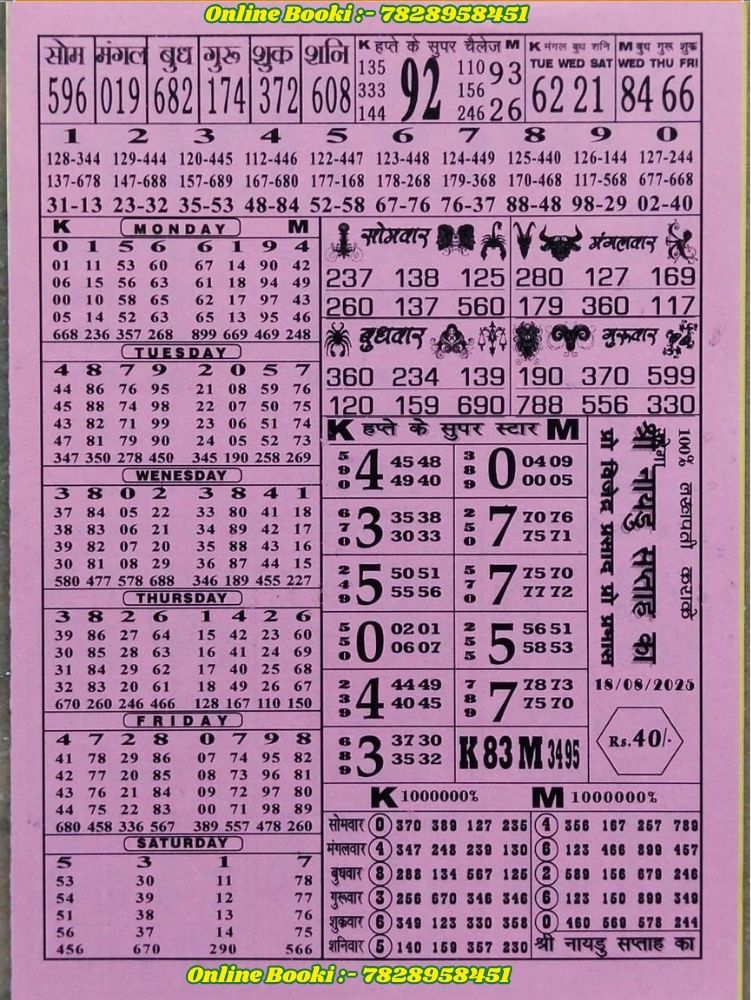 Online Booki :- 7828958451
सोम मंगल बुध गुरू शुक्र शनि
596 019 682 174 372 608
K हप्ते के सुपर चैलेज M
135 110
333 92 156 93
144 246 26
K मंगल बुध शनि
TUE WED SAT
62 21
M बुध गुरू शुक्र
WED THU FRI
84 66
1 2 3 4 5 6 7 8 9 0
128-344 129-444 120-445 112-446 122-447 123-448 124-449 125-440 126-144 127-244
137-678 147-688 157-689 167-680 177-168 178-268 179-368 170-468 117-568 677-668
31-13 23-32 35-53 48-84 52-58 67-76 76-37 88-48 98-29 02-40
K MONDAY M
0 1 5 6 6 1 9 4
01 11 53 60 67 14 90 42
06 15 56 63 61 18 94 49
00 10 58 65 62 17 97 43
05 14 52 63 65 13 95 46
668 236 357 268 899 669 469 248
TUESDAY
4 8 7 9 2 0 5 7
44 86 76 95 21 08 59 76
45 88 74 98 22 07 50 75
43 82 71 99 23 06 51 74
47 81 79 90 24 05 52 73
347 350 278 450 345 190 258 269
WENESDAY
3 8 0 2 3 8 4 1
37 84 05 22 33 80 41 18
38 83 06 21 34 89 42 17
39 82 07 20 35 88 43 16
30 81 08 29 36 87 44 15
580 477 578 688 346 189 455 227
THURSDAY
3 8 2 6 1 4 2 6
39 86 27 64 15 42 23 60
30 85 28 63 16 41 24 69
31 84 29 62 17 40 25 68
32 83 20 61 18 49 26 67
670 260 246 466 128 167 110 150
FRIDAY
4 7 2 8 0 7 9 8
41 78 29 86 07 74 95 82
42 77 20 85 08 73 96 81
43 76 21 84 09 72 97 80
44 75 22 83 00 71 98 89
680 458 336 567 389 557 478 260
SATURDAY
5 3 1 7
53 30 11 78
54 39 12 77
51 38 13 76
56 37 14 75
456 670 290 566
सोमवार
237 138 125
260 137 560
मंगलवार
280 127 169
179 360 117
बुधवार
360 234 139
120 159 690
गुरूवार
190 370 599
788 556 330
K हप्ते के सुपर स्टार M
590 4 45 48 49 40
389 0 04 09 00 05
670 3 35 38 30 33
250 7 70 76 75 71
249 5 50 51 55 56
570 7 75 70 77 72
550 0 02 01 06 07
255 5 56 51 58 53
239 4 44 49 40 45
789 7 78 73 75 70
689 3 37 30 35 32
K 83 M 3495
100% लखपती करांके
श्री नायडु सप्ताह का
प्रो विजेंद्र प्रसाद प्रो प्रभास
18/08/2025
Rs.40/-
K 1000000% M 1000000%
सोमवार 0 370 389 127 235 4 356 167 257 789
मंगलवार 4 347 248 239 130 6 123 466 899 457
बुधवार 8 288 134 567 125 2 589 156 679 246
गुरूवार 3 256 670 346 346 6 123 150 899 349
शुक्रवार 6 349 123 330 358 0 460 569 578 244
शनिवार 5 140 159 357 230 श्री नायडु सप्ताह का
Online Booki :- 7828958451